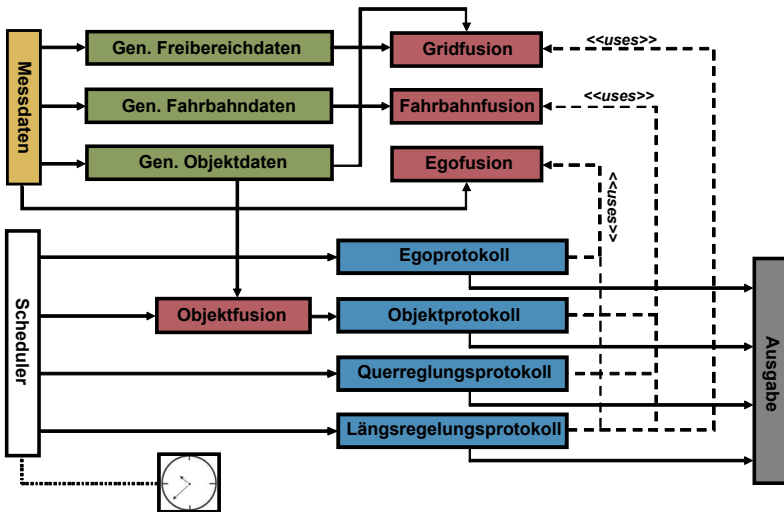 Messdaten
Gen. Freibereichdaten
Gridfusion
<<uses>>
Gen. Fahrbahndaten
Fahrbahnfusion
<<uses>>
Gen. Objektdaten
Egofusion
<<uses>>
Scheduler
Egoprotokoll
Objektfusion
Objektprotokoll
Querreglungsprotokoll
Längsregelungsprotokoll
Ausgabe